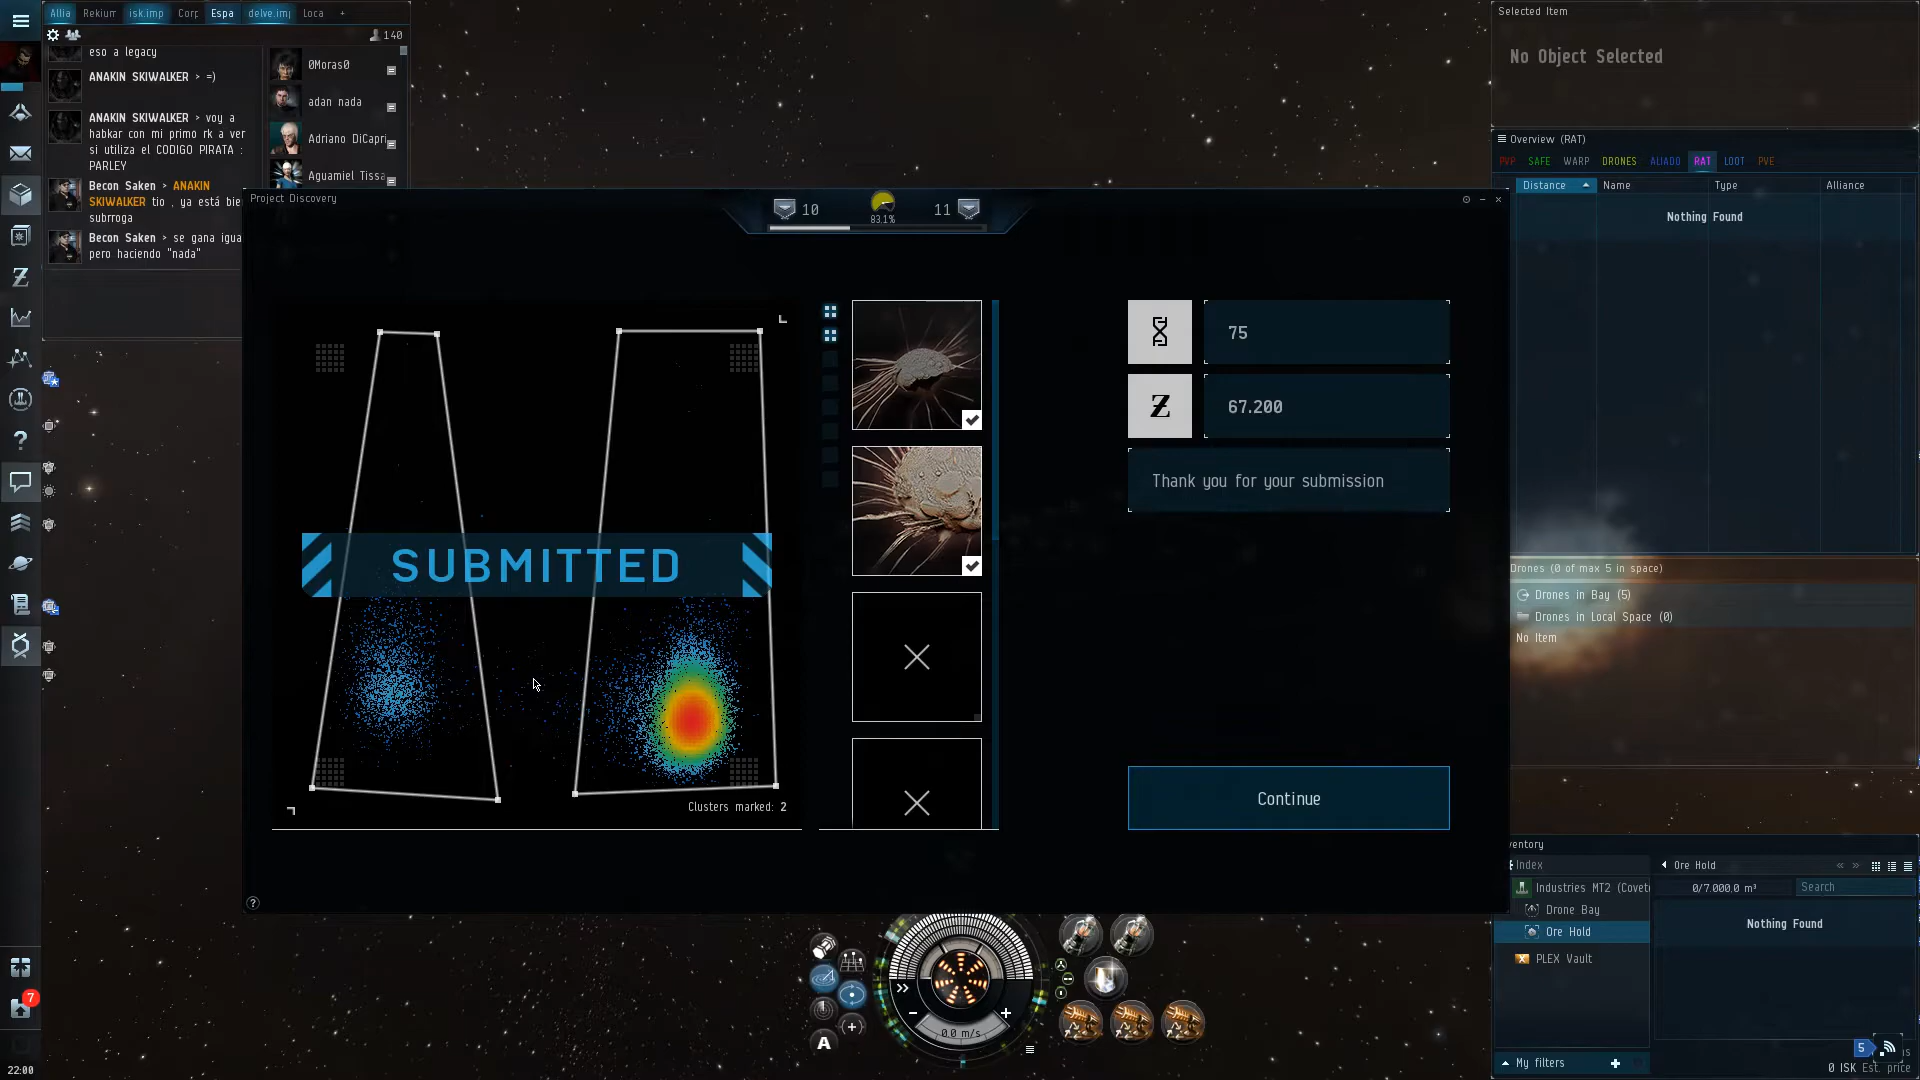 Allia
Rekium
isk.imp
Corp
Espa
delve.imp
Loca
+
140
eso a legacy
ANAKIN SKIWALKER > =)
ANAKIN SKIWALKER > voy a
habkar con mi primo rk a ver
si utiliza el CODIGO PIRATA :
PARLEY
Becon Saken > ANAKIN
SKIWALKER tio , ya está bie
subrroga
Becon Saken > se gana igua
pero haciendo "nada"
0Moras0
adan nada
Adriano DiCapri
Aguamiel Tissa
Project Discovery
10
83.1%
11
SUBMITTED
Clusters marked: 2
75
67.200
Thank you for your submission
Continue
Selected Item
No Object Selected
Overview (RAT)
PVP
SAFE
WARP
DRONES
ALIADO
RAT
LOOT
PVE
Distance
Name
Type
Alliance
Nothing Found
Drones (0 of max 5 in space)
Drones in Bay (5)
Drones in Local Space (0)
No Item
ventory
Index
Ore Hold
Industries MT2 (Covet
0/7.000,0 m³
Search
Drone Bay
Nothing Found
Ore Hold
PLEX Vault
0.0 m/s
A
My filters
5
0 ISK Est. price
7
22:00